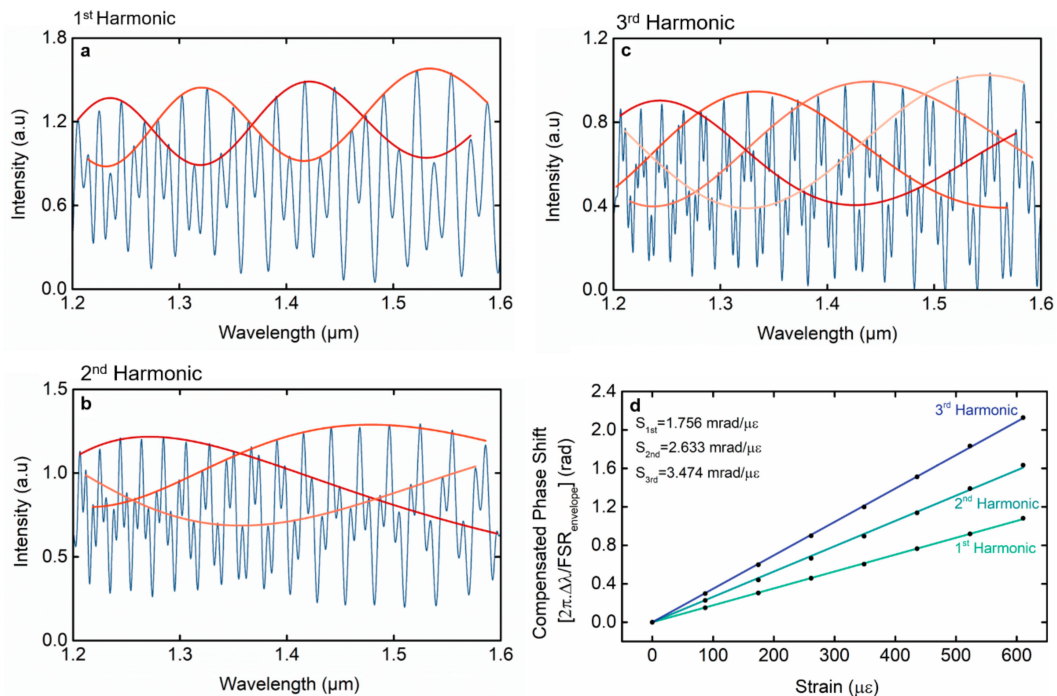 1st Harmonic
a
1.8
1.2
0.6
0.0
Intensity (a.u)
1.2 1.3 1.4 1.5 1.6
Wavelength (µm)
3rd Harmonic
c
1.2
0.8
0.4
0.0
Intensity (a.u)
1.2 1.3 1.4 1.5 1.6
Wavelength (µm)
2nd Harmonic
b
1.5
1.0
0.5
0.0
Intensity (a.u)
1.2 1.3 1.4 1.5 1.6
Wavelength (µm)
d
2.4
2.0
1.6
1.2
0.8
0.4
0.0
Compensated Phase Shift
[2π.Δλ/FSRenvelope] (rad)
S1st=1.756 mrad/µε
S2nd=2.633 mrad/µε
S3rd=3.474 mrad/µε
3rd Harmonic
2nd Harmonic
1st Harmonic
0 100 200 300 400 500 600
Strain (µε)